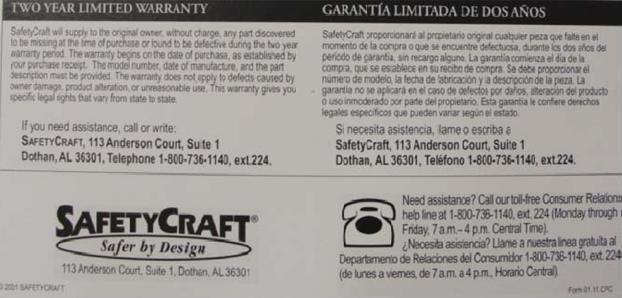 TWO YEAR LIMITED WARRANTY
SafetyCraft will supply to the original owner, without charge, any part discovered
to be missing at the time of purchase or found to be defective during the two year
warranty period. The warranty begins on the date of purchase, as established by
your purchase receipt. The model number, date of manufacture, and the part
description must be provided. The warranty does not apply to defects caused by
owner damage, product alteration, or unreasonable use. This warranty gives you
specific legal rights that vary from state to state.
If you need assistance, call or write:
SAFETYCRAFT, 113 Anderson Court, Suite 1
Dothan, AL 36301, Telephone 1-800-736-1140, ext.224.
GARANTÍA LIMITADA DE DOS AÑOS
SafetyCraft proporcionará al propietario original cualquier pieza que falte en el
momento de la compra o que se encuentre defectuosa, durante los dos años del
período de garantía, sin recargo alguno. La garantía comienza el día de la
compra, que se establece en su recibo de compra. Se debe proporcionar el
número de modelo, la fecha de fabricación y la descripción de la pieza. La
garantía no se aplicará en el caso de defectos por daños, alteración del producto
o uso inmoderado por parte del propietario. Esta garantía le confiere derechos
legales específicos que pueden variar según el estado.
Si necesita asistencia, llame o escriba a
SafetyCraft, 113 Anderson Court, Suite 1
Dothan, AL 36301, Teléfono 1-800-736-1140, ext.224.
SAFETYCRAFT®
Safer by Design
113 Anderson Court, Suite 1, Dothan, AL 36301
© 2001 SAFETYCRAFT
Need assistance? Call our toll-free Consumer Relations
help line at 1-800-736-1140, ext. 224 (Monday through
Friday, 7 a.m.– 4 p.m. Central Time).
¿Necesita asistencia? Llame a nuestra linea gratuita al
Departamento de Relaciones del Consumidor 1-800-736-1140, ext. 224
(de lunes a viernes, de 7 a.m. a 4 p.m., Horario Central).
Form 01.11.CPC